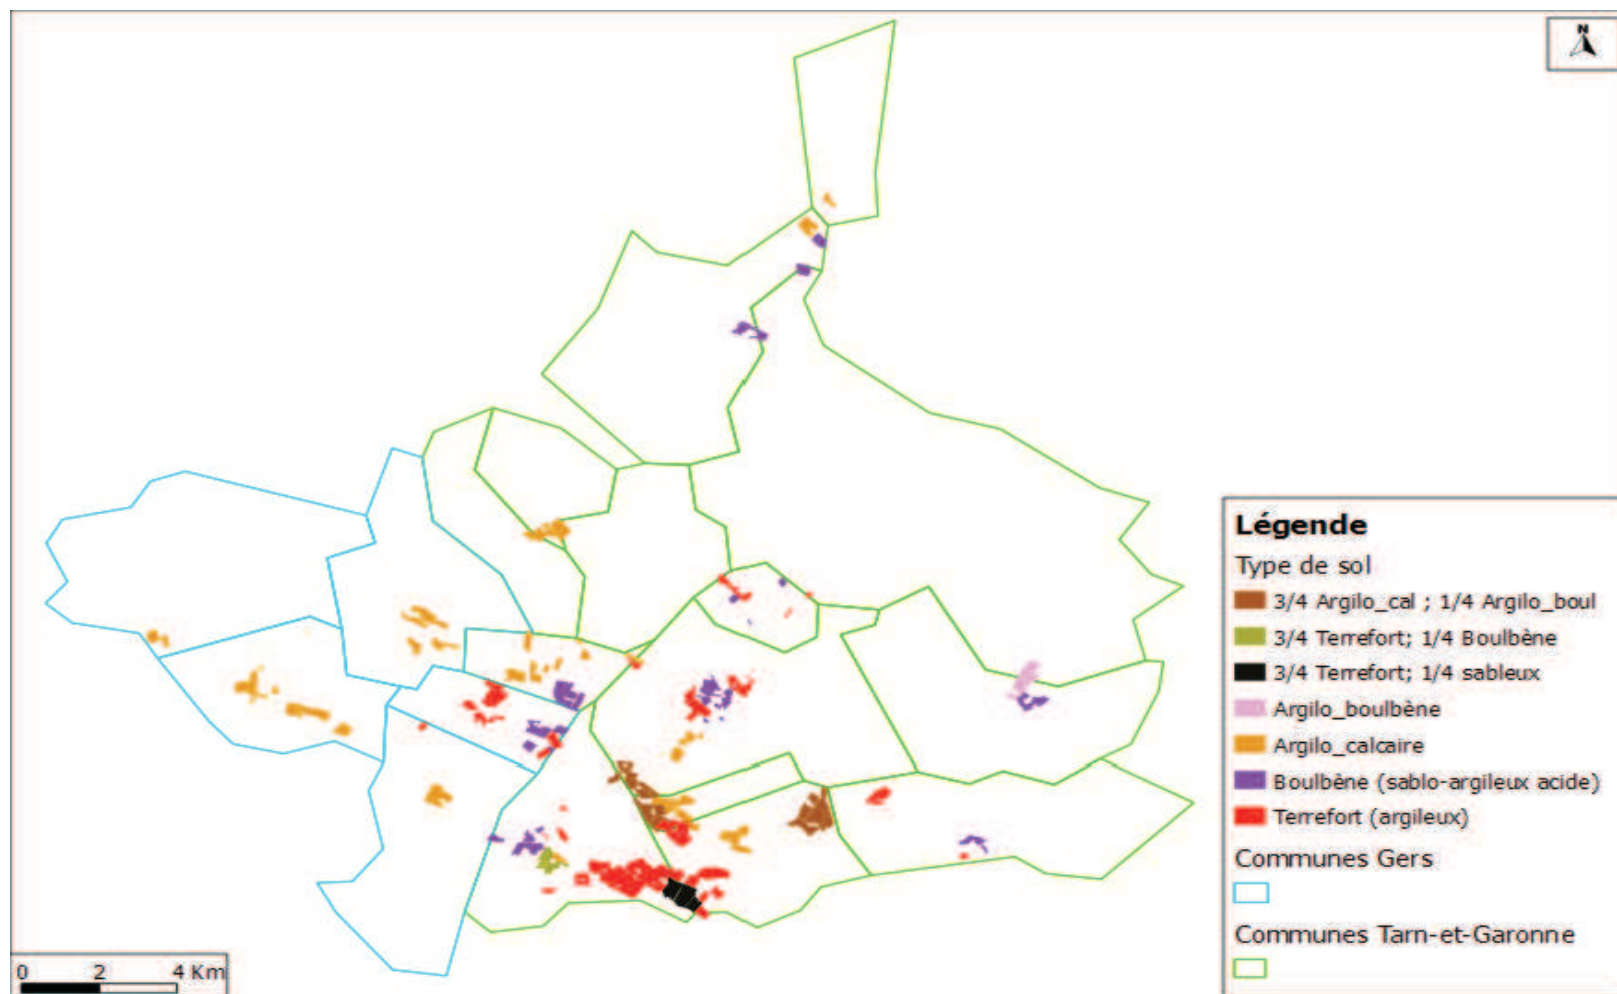 N
Légende
Type de sol
3/4 Argilo_cal ; 1/4 Argilo_boul
3/4 Terrefort; 1/4 Boulbène
3/4 Terrefort; 1/4 sableux
Argilo_boulbène
Argilo_calcaire
Boulbène (sablo-argileux acide)
Terrefort (argileux)
Communes Gers
Communes Tarn-et-Garonne
0 2 4 Km